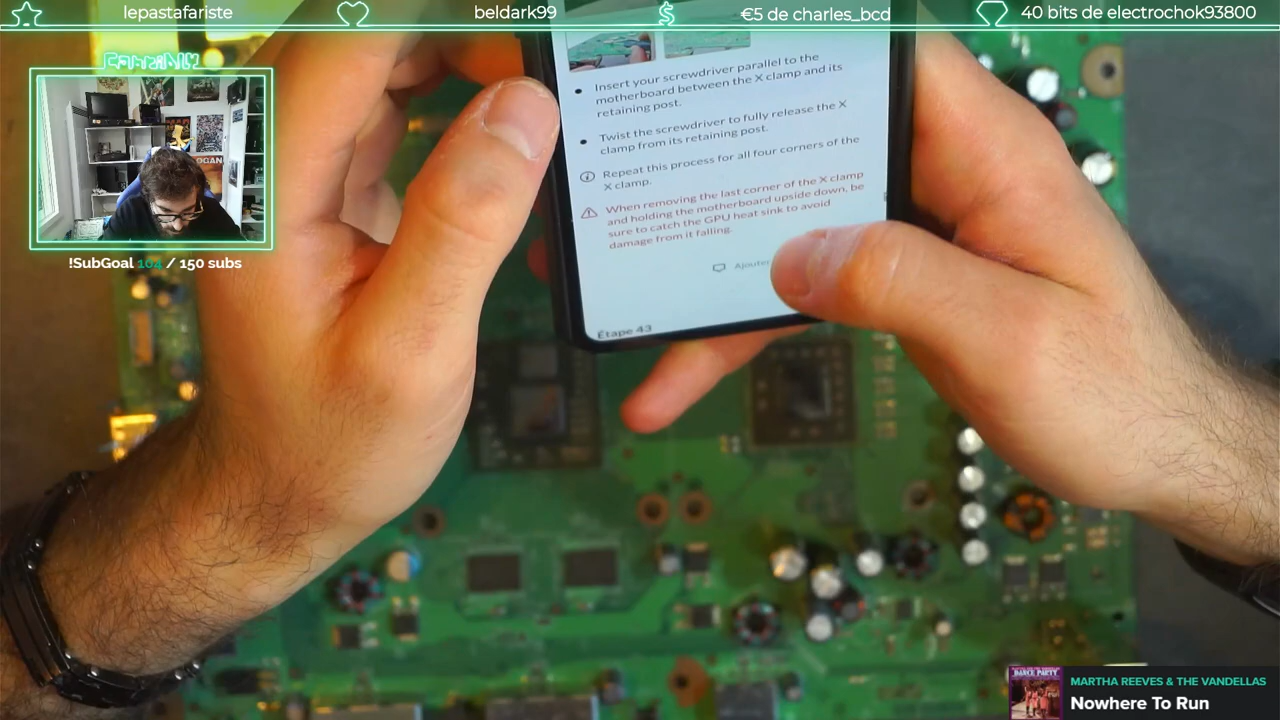 lepastafariste
beldark99
€5 de charles_bcd
40 bits de electrochok93800
!SubGoal 104 / 150 subs
Insert your screwdriver parallel to the
motherboard between the X clamp and its
retaining post.
Twist the screwdriver to fully release the X
clamp from its retaining post.
Repeat this process for all four corners of the
X clamp.
When removing the last corner of the X clamp
and holding the motherboard upside down, be
sure to catch the GPU heat sink to avoid
damage from it falling.
Étape 43
DANCE PARTY
MARTHA REEVES & THE VANDELLAS
Nowhere To Run